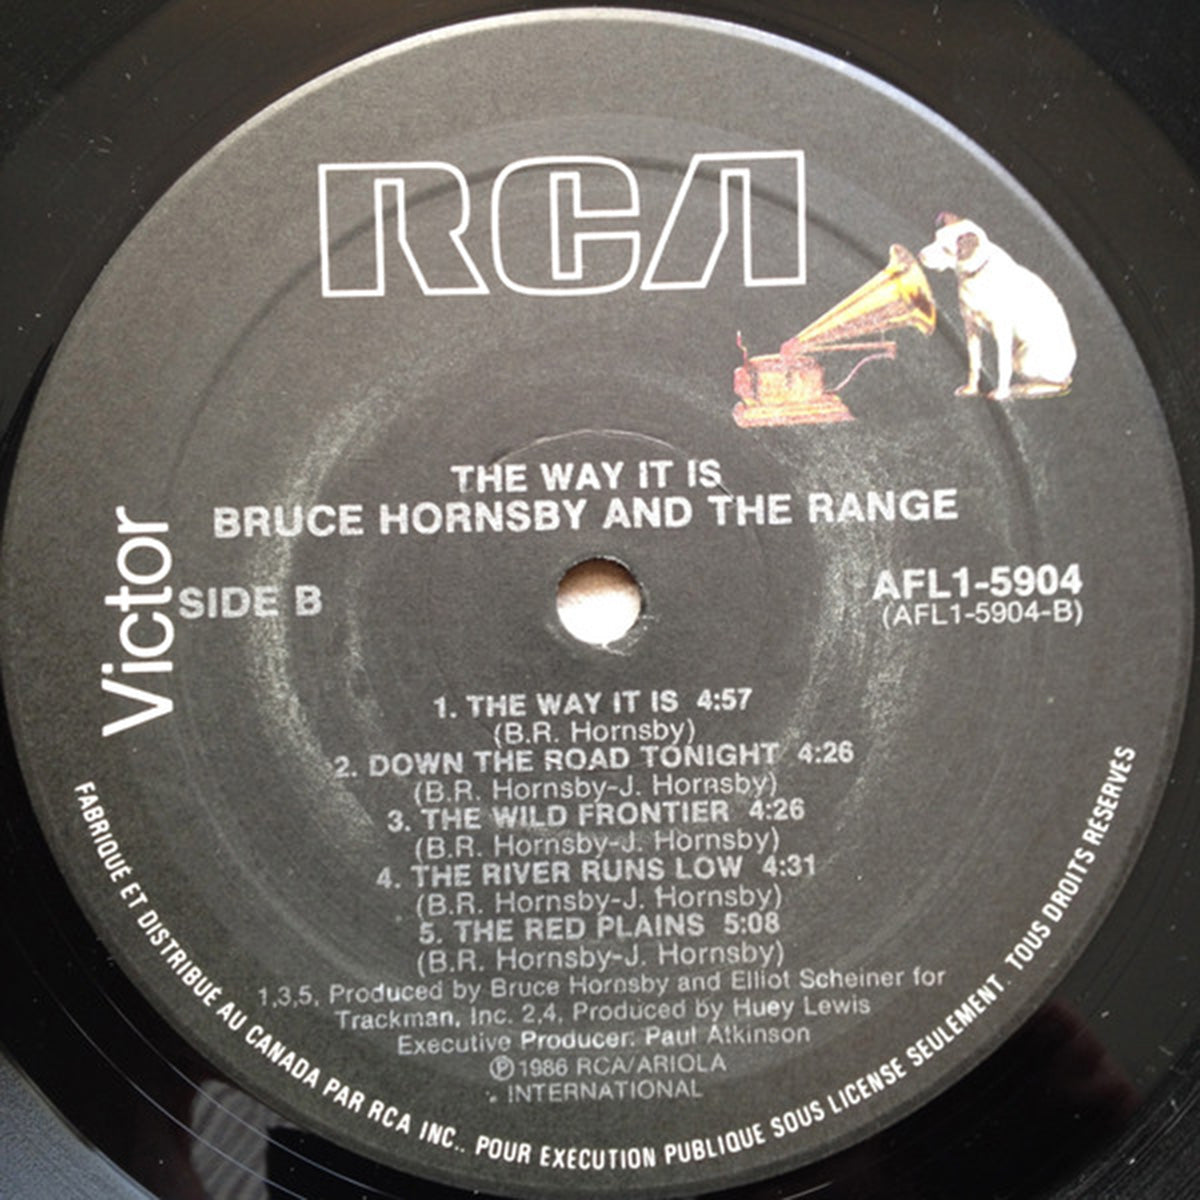 RCA
THE WAY IT IS
BRUCE HORNSBY AND THE RANGE
Victor
SIDE B
AFL1-5904
(AFL1-5904-B)
1. THE WAY IT IS 4:57
(B.R. Hornsby)
2. DOWN THE ROAD TONIGHT 4:26
(B.R. Hornsby-J. Hornsby)
3. THE WILD FRONTIER 4:26
(B.R. Hornsby-J. Hornsby)
4. THE RIVER RUNS LOW 4:31
(B.R. Hornsby-J. Hornsby)
5. THE RED PLAINS 5:08
(B.R. Hornsby-J. Hornsby)
1,3,5, Produced by Bruce Hornsby and Elliot Scheiner for
Trackman, Inc. 2,4, Produced by Huey Lewis
Executive Producer: Paul Atkinson
℗1986 RCA/ARIOLA
INTERNATIONAL
FABRIQUÉ ET DISTRIBUÉ AU CANADA PAR RCA INC.. POUR EXÉCUTION PUBLIQUE SOUS LICENSE SEULEMENT. TOUS DROITS RÉSERVÉS